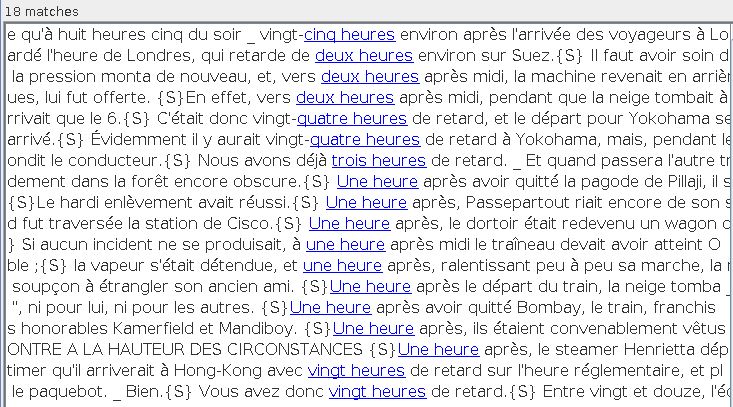 18 matches
e qu'à huit heures cinq du soir _ vingt-cinq heures environ après l'arrivée des voyageurs à Lo
ardé l'heure de Londres, qui retarde de deux heures environ sur Suez.{S} Il faut avoir soin d
la pression monta de nouveau, et, vers deux heures après midi, la machine revenait en arrièr
ues, lui fut offerte. {S}En effet, vers deux heures après midi, pendant que la neige tombait à
rrivait que le 6.{S} C'était donc vingt-quatre heures de retard, et le départ pour Yokohama se
arrivé.{S} Évidemment il y aurait vingt-quatre heures de retard à Yokohama, mais, pendant le
ondit le conducteur.{S} Nous avons déjà trois heures de retard. _ Et quand passera l'autre tr
dement dans la forêt encore obscure.{S} Une heure après avoir quitté la pagode de Pillaji, il s
{S}Le hardi enlèvement avait réussi.{S} Une heure après, Passepartout riait encore de son s
d fut traversée la station de Cisco.{S} Une heure après, le dortoir était redevenu un wagon o
} Si aucun incident ne se produisait, à une heure après midi le traîneau devait avoir atteint O
ble ;{S} la vapeur s'était détendue, et une heure après, ralentissant peu à peu sa marche, la
soupçon à étrangler son ancien ami. {S}Une heure après le départ du train, la neige tomba _
", ni pour lui, ni pour les autres. {S}Une heure après avoir quitté Bombay, le train, franchis
s honorables Kamerfield et Mandiboy. {S}Une heure après, ils étaient convenablement vêtus
ONTRE A LA HAUTEUR DES CIRCONSTANCES {S}Une heure après, le steamer Henrietta dép
timer qu'il arriverait à Hong-Kong avec vingt heures de retard sur l'heure réglementaire, et pl
le paquebot. _ Bien.{S} Vous avez donc vingt heures de retard.{S} Entre vingt et douze, l'éc